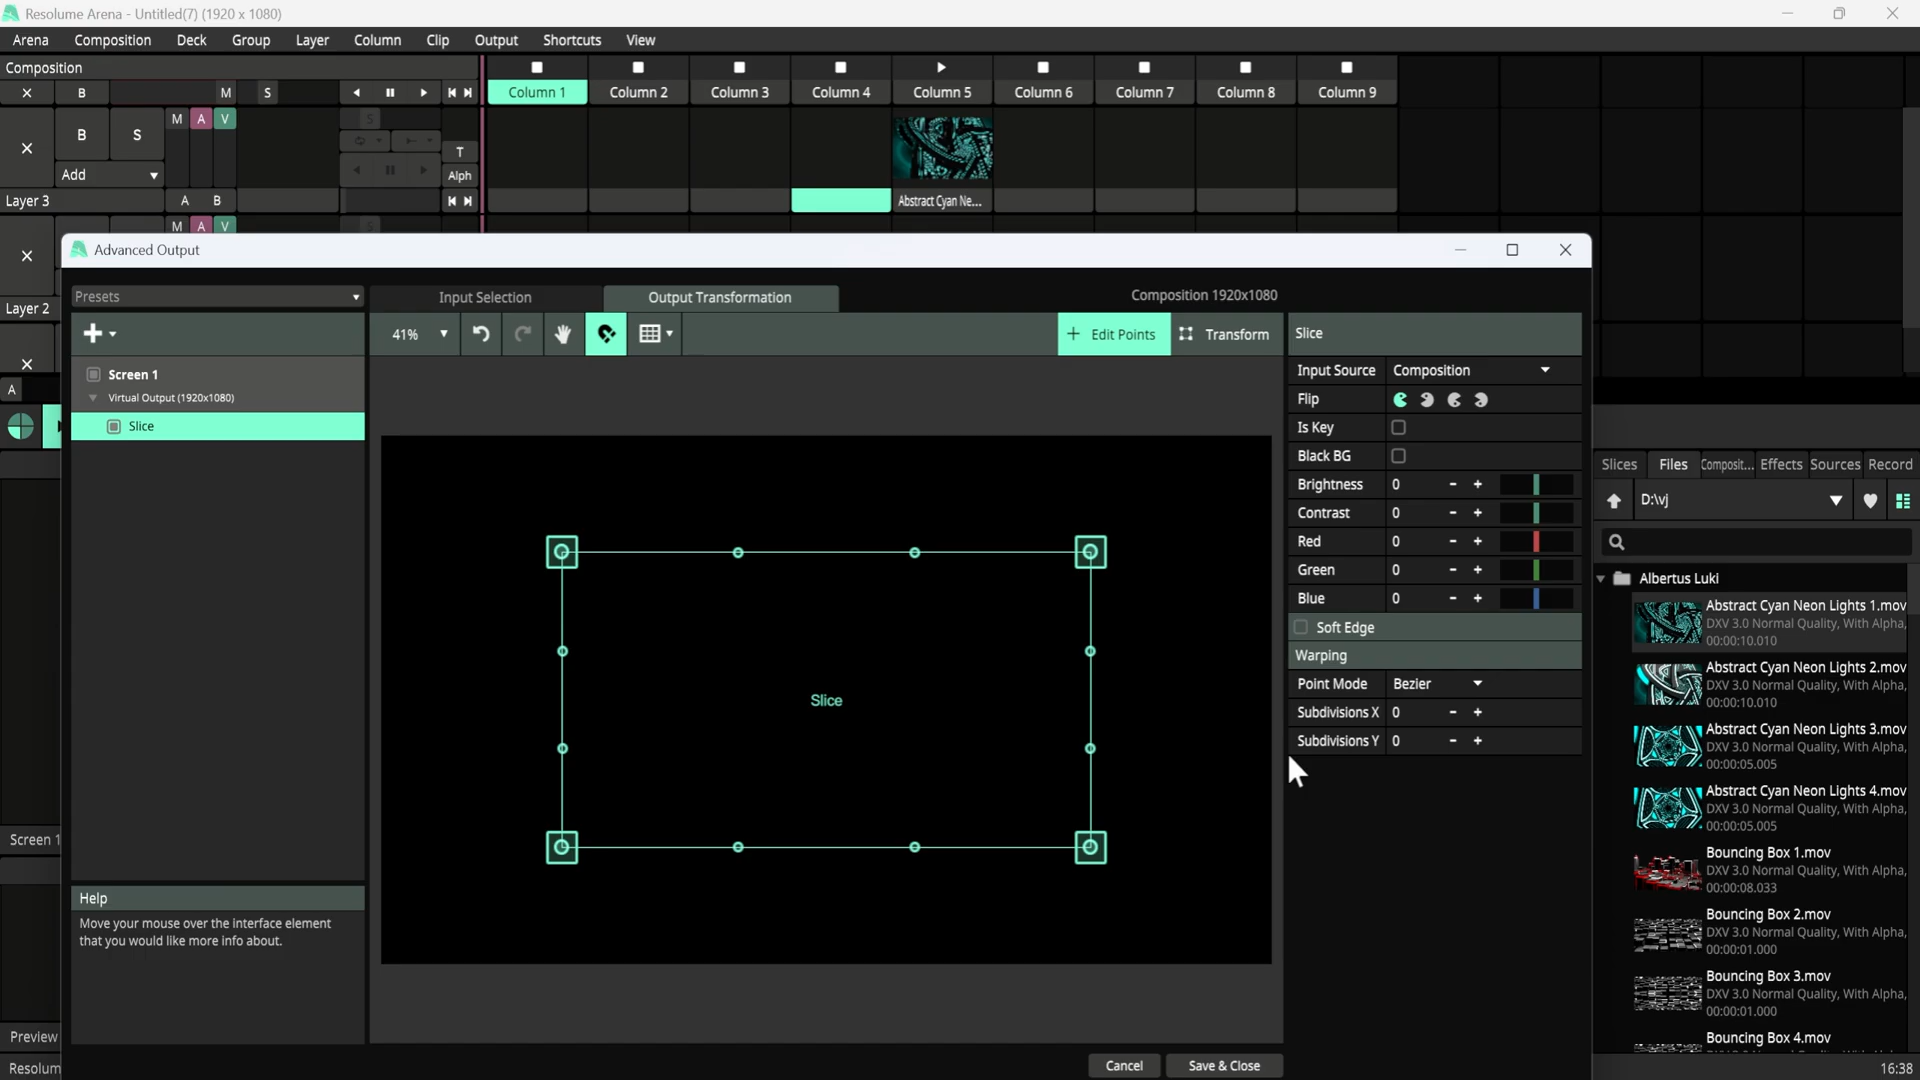 Resolume Arena - Untitled(7) (1920 x 1080)
Arena Composition Deck Group Layer Column Clip Output Shortcuts View
Composition
B M S Column 1 Column 2 Column 3 Column 4 Column 5 Column 6 Column 7 Column 8 Column 9
M A V S
B S
T
Add Alph
Layer 3 A B Abstract Cyan Ne...
M A V
Advanced Output
Presets Input Selection Output Transformation Composition 1920x1080
Layer 2
41% Edit Points Transform Slice
Screen 1
Virtual Output (1920x1080)
Slice
A
Input Source Composition
Flip
Is Key
Black BG
Brightness 0 - +
Contrast 0 - +
Red 0 - +
Green 0 - +
Blue 0 - +
Soft Edge
Warping
Point Mode Bezier
Subdivisions X 0 - +
Subdivisions Y 0 - +
Slice
Slices Files Composit... Effects Sources Record
D:\vj
Albertus Luki
Abstract Cyan Neon Lights 1.mov
DXV 3.0 Normal Quality, With Alpha,
00:00:10.010
Abstract Cyan Neon Lights 2.mov
DXV 3.0 Normal Quality, With Alpha,
00:00:10.010
Abstract Cyan Neon Lights 3.mov
DXV 3.0 Normal Quality, With Alpha,
00:00:05.005
Abstract Cyan Neon Lights 4.mov
DXV 3.0 Normal Quality, With Alpha,
00:00:05.005
Bouncing Box 1.mov
DXV 3.0 Normal Quality, With Alpha,
00:00:08.033
Bouncing Box 2.mov
DXV 3.0 Normal Quality, With Alpha,
00:00:01.000
Bouncing Box 3.mov
DXV 3.0 Normal Quality, With Alpha,
00:00:01.000
Bouncing Box 4.mov
Screen 1
Help
Move your mouse over the interface element
that you would like more info about.
Preview
Resolum
Cancel Save & Close
16:38